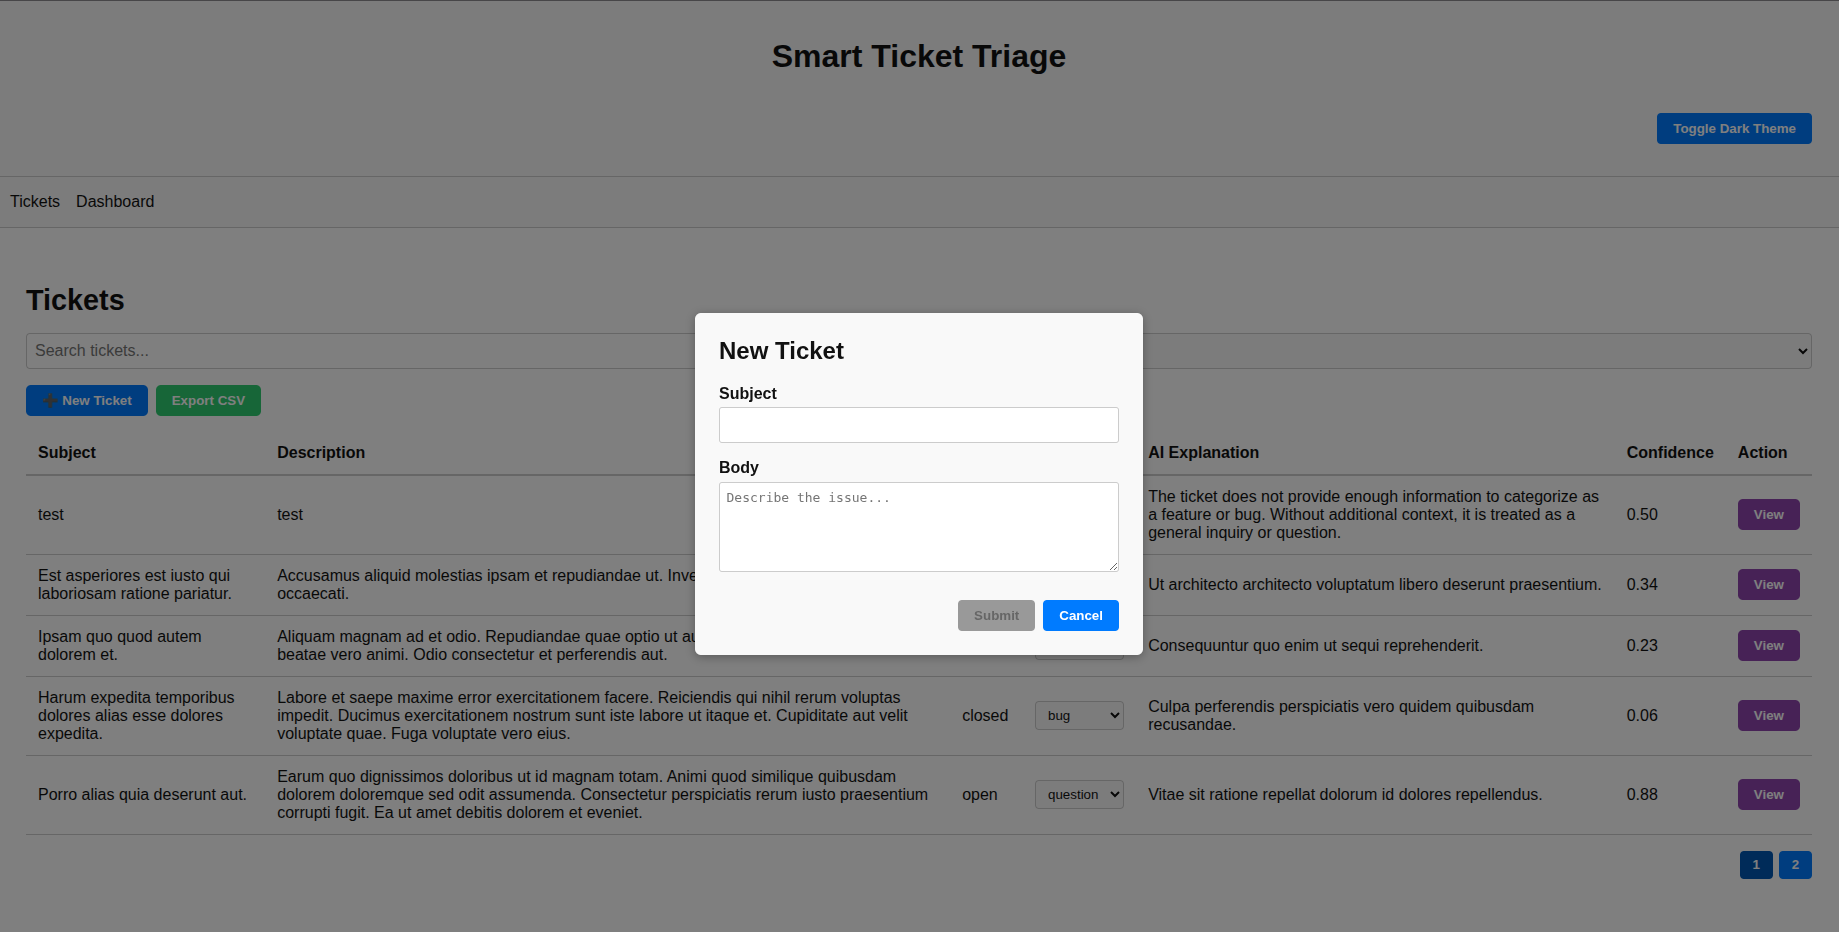 Smart Ticket Triage
Toggle Dark Theme
Tickets Dashboard
Tickets
Search tickets...
➕ New Ticket Export CSV
New Ticket
Subject
Body
Describe the issue...
Submit Cancel
Subject Description AI Explanation Confidence Action
test
test
The ticket does not provide enough information to categorize as
a feature or bug. Without additional context, it is treated as a
general inquiry or question.
0.50
View
Est asperiores est iusto qui
laboriosam ratione pariatur.
Accusamus aliquid molestias ipsam et repudiandae ut.
occaecati.
Ut architecto architecto voluptatum libero deserunt praesentium.
0.34
View
Ipsam quo quod autem
dolorem et.
Aliquam magnam ad et odio. Repudiandae quae optio ut
beatae vero animi. Odio consectetur et perferendis aut.
Consequuntur quo enim ut sequi reprehenderit.
0.23
View
Harum expedita temporibus
dolores alias esse dolores
expedita.
Labore et saepe maxime error exercitationem facere. Reiciendis qui nihil rerum voluptas
impedit. Ducimus exercitationem nostrum sunt iste labore ut itaque et. Cupiditate aut velit
voluptate quae. Fuga voluptate vero eius.
closed
bug
Culpa perferendis perspiciatis vero quidem quibusdam
recusandae.
0.06
View
Porro alias quia deserunt aut.
Earum quo dignissimos doloribus ut id magnam totam. Animi quod similique quibusdam
dolorem doloremque sed odit assumenda. Consectetur perspiciatis rerum iusto praesentium
corrupti fugit. Ea ut amet debitis dolorem et eveniet.
open
question
Vitae sit ratione repellat dolorum id dolores repellendus.
0.88
View
1 2